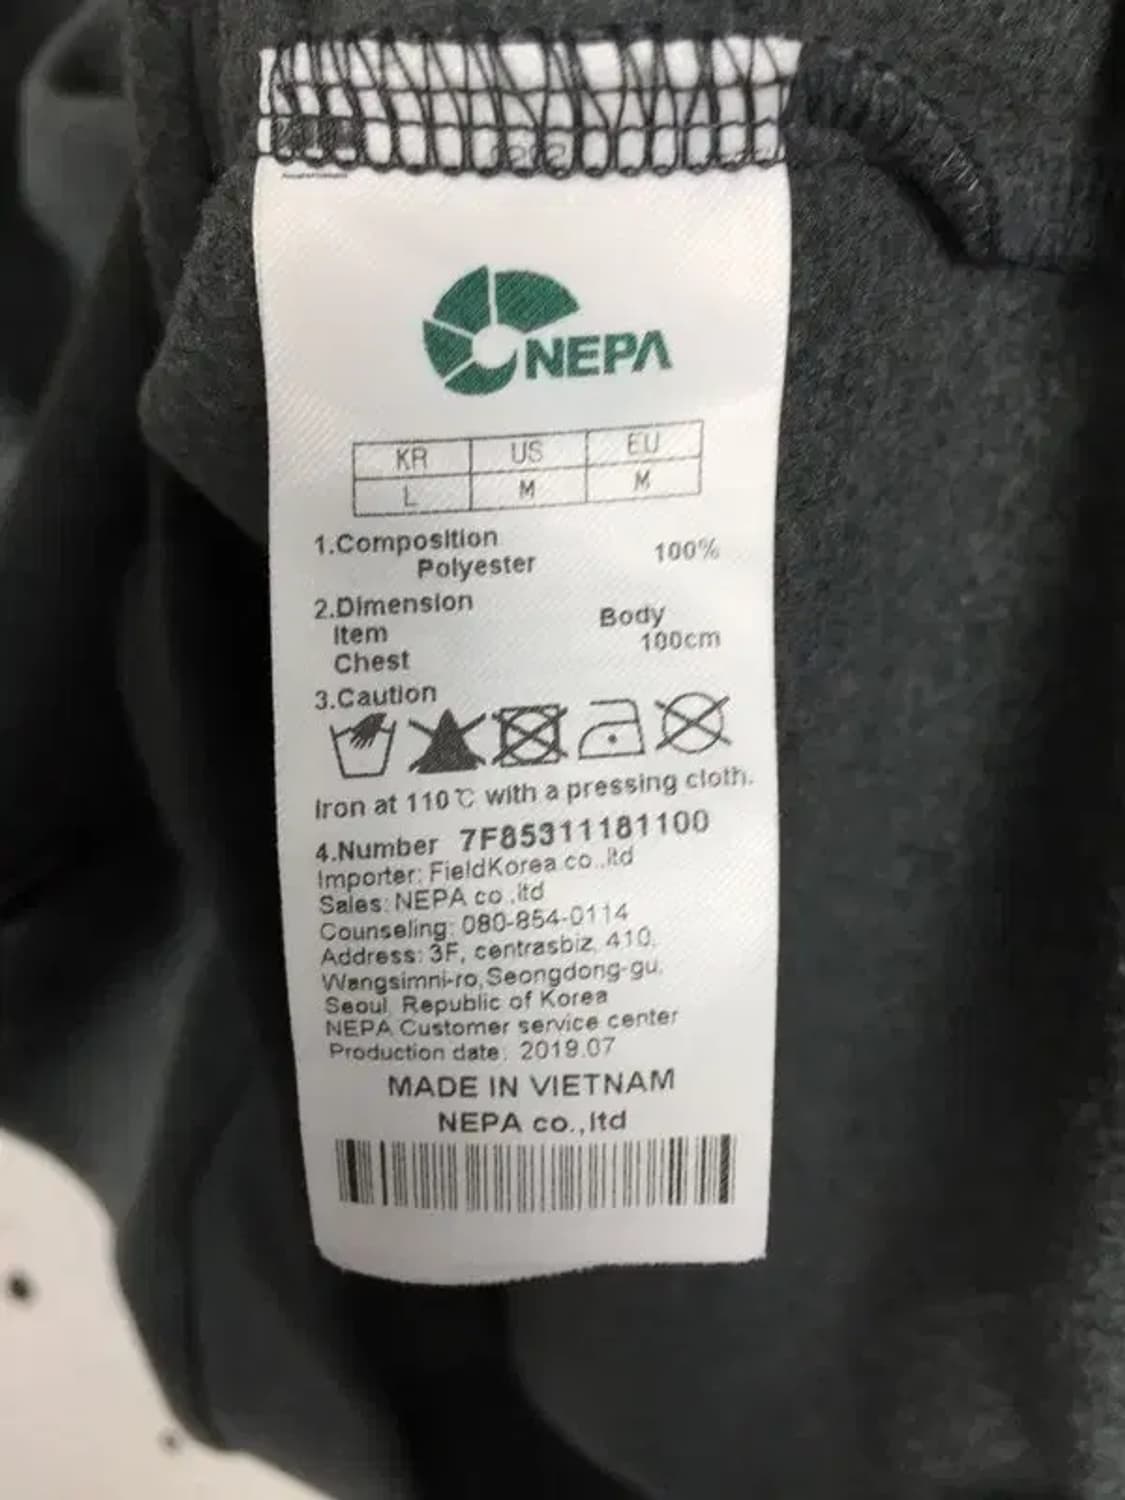 NEPA
KR US EU
L M M
1.Composition
Polyester 100%
2.Dimension
Item Body
Chest 100cm
3.Caution
Iron at 110℃ with a pressing cloth.
4.Number 7F85311181100
Importer: FieldKorea co.,ltd
Sales: NEPA co.,ltd
Counseling: 080-854-0114
Address: 3F, centrasbiz, 410,
Wangsimni-ro,Seongdong-gu,
Seoul, Republic of Korea
NEPA Customer service center
Production date: 2019.07
MADE IN VIETNAM
NEPA co.,ltd